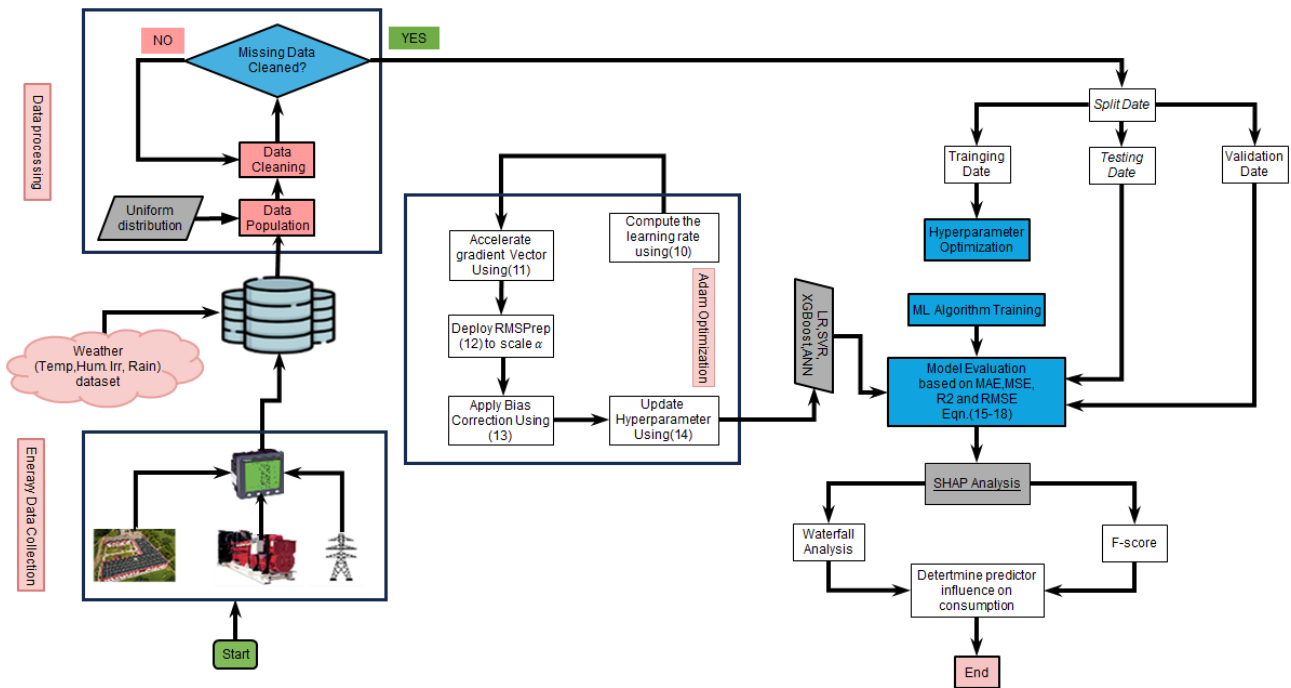 NO
Missing Data
Cleaned?
YES
Data processing
Data
Cleaning
Uniform
distribution
Data
Population
Split Date
Trainging
Date
Testing
Date
Validation
Date
Hyperparameter
Optimization
Accelerate
gradient Vector
Using(11)
Compute the
learning rate
using(10)
Adam Optimization
Deploy RMSPrep
(12) to scale α
Apply Bias
Correction Using
(13)
Update
Hyperparameter
Using(14)
LR,SVR,
XGBoost,ANN
ML Algorithm Training
Model Evaluation
based on MAE,MSE,
R2 and RMSE
Eqn.(15-18)
Weather
(Temp,Hum. Irr, Rain)
dataset
Enerayy Data Collection
SHAP Analysis
Waterfall
Analysis
F-score
Detertmine predictor
influence on
consumption
Start
End